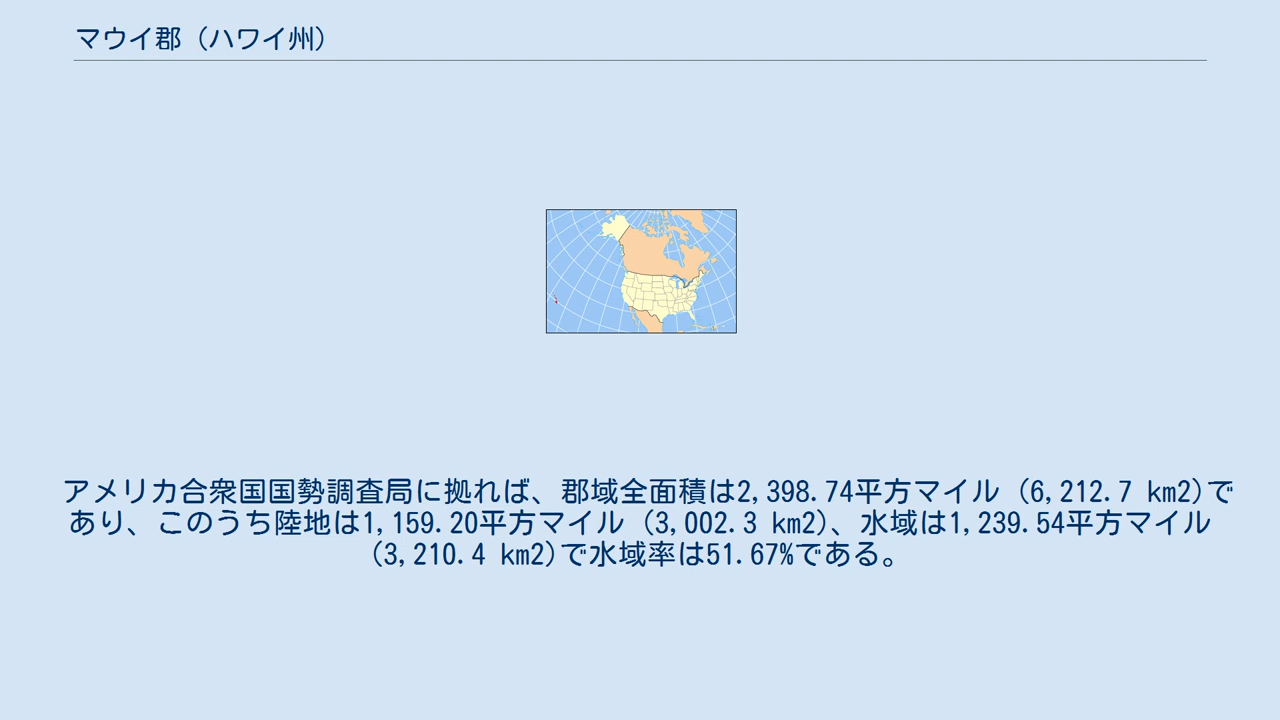 マウイ郡（ハワイ州）
アメリカ合衆国国勢調査局に拠れば、郡域全面積は2,398.74平方マイル (6,212.7 km2)で
あり、このうち陸地は1,159.20平方マイル (3,002.3 km2)、水域は1,239.54平方マイル
(3,210.4 km2)で水域率は51.67%である。